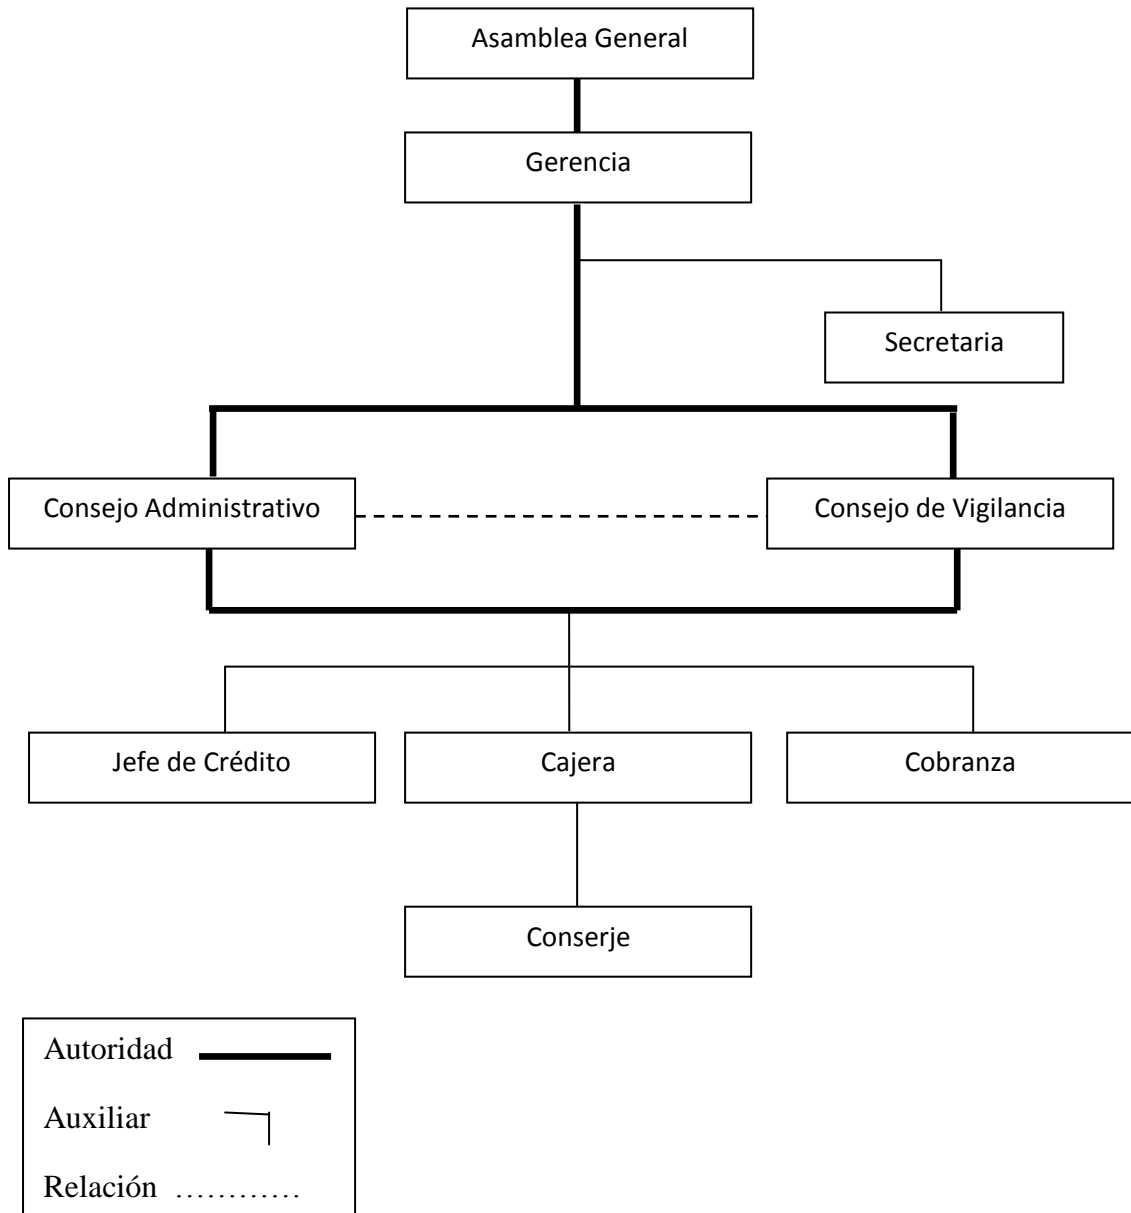 Asamblea General
Gerencia
Secretaria
Consejo Administrativo
Consejo de Vigilancia
Jefe de Crédito
Cajera
Cobranza
Conserje
Autoridad
Auxiliar
Relación …………